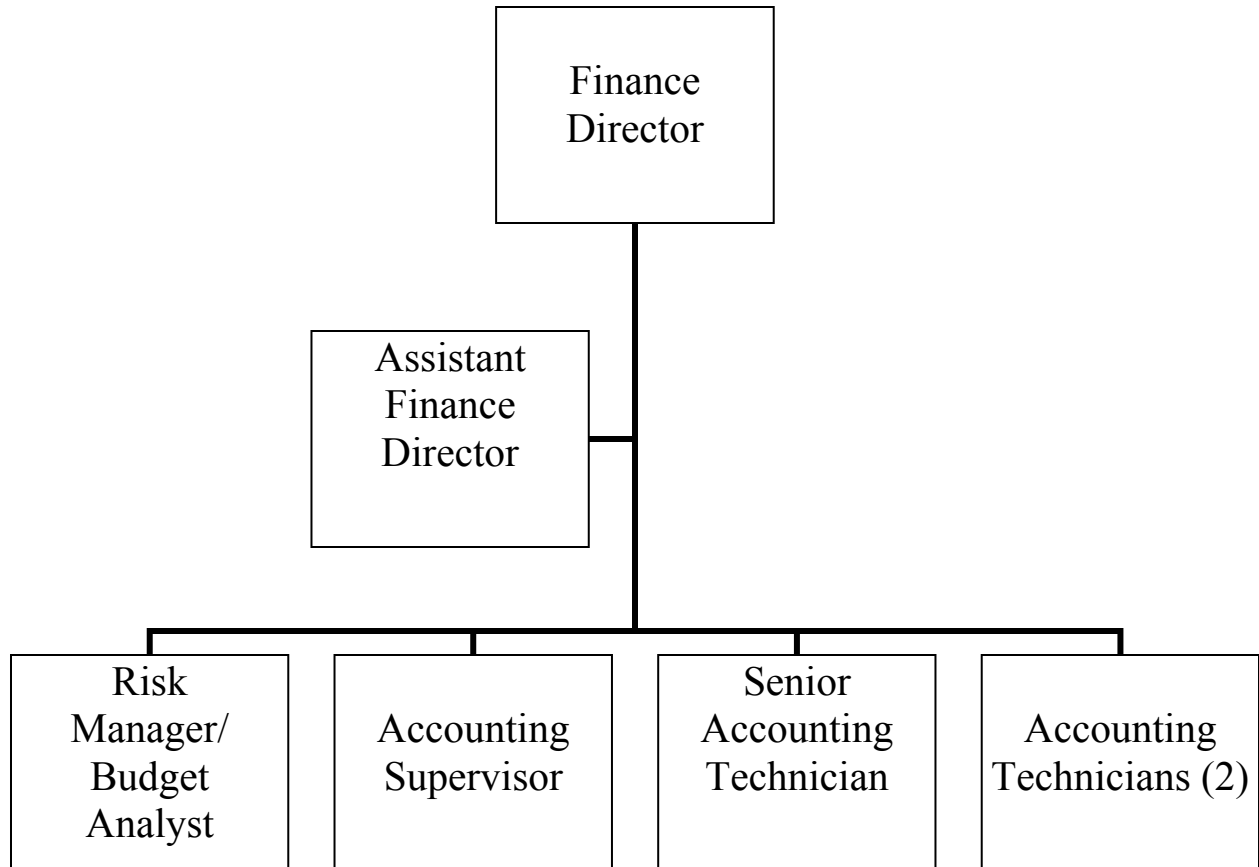 Finance
Director
Assistant
Finance
Director
Risk
Manager/
Budget
Analyst
Accounting
Supervisor
Senior
Accounting
Technician
Accounting
Technicians (2)